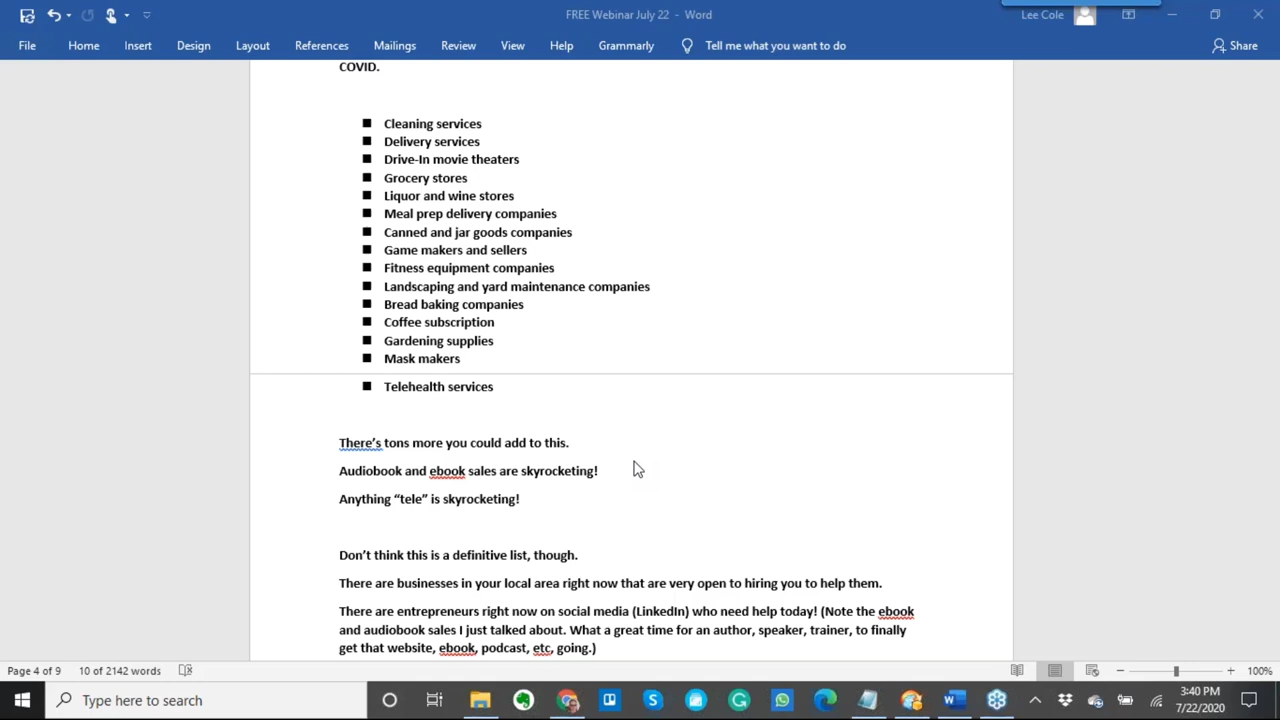 FREE Webinar July 22 - Word
Lee Cole
File Home Insert Design Layout References Mailings Review View Help Grammarly Tell me what you want to do Share
COVID.
Cleaning services
Delivery services
Drive-In movie theaters
Grocery stores
Liquor and wine stores
Meal prep delivery companies
Canned and jar goods companies
Game makers and sellers
Fitness equipment companies
Landscaping and yard maintenance companies
Bread baking companies
Coffee subscription
Gardening supplies
Mask makers
Telehealth services
There’s tons more you could add to this.
Audiobook and ebook sales are skyrocketing!
Anything “tele” is skyrocketing!
Don’t think this is a definitive list, though.
There are businesses in your local area right now that are very open to hiring you to help them.
There are entrepreneurs right now on social media (LinkedIn) who need help today! (Note the ebook
and audiobook sales I just talked about. What a great time for an author, speaker, trainer, to finally
get that website, ebook, podcast, etc, going.)
Page 4 of 9 10 of 2142 words 100%
Type here to search
3:40 PM
7/22/2020